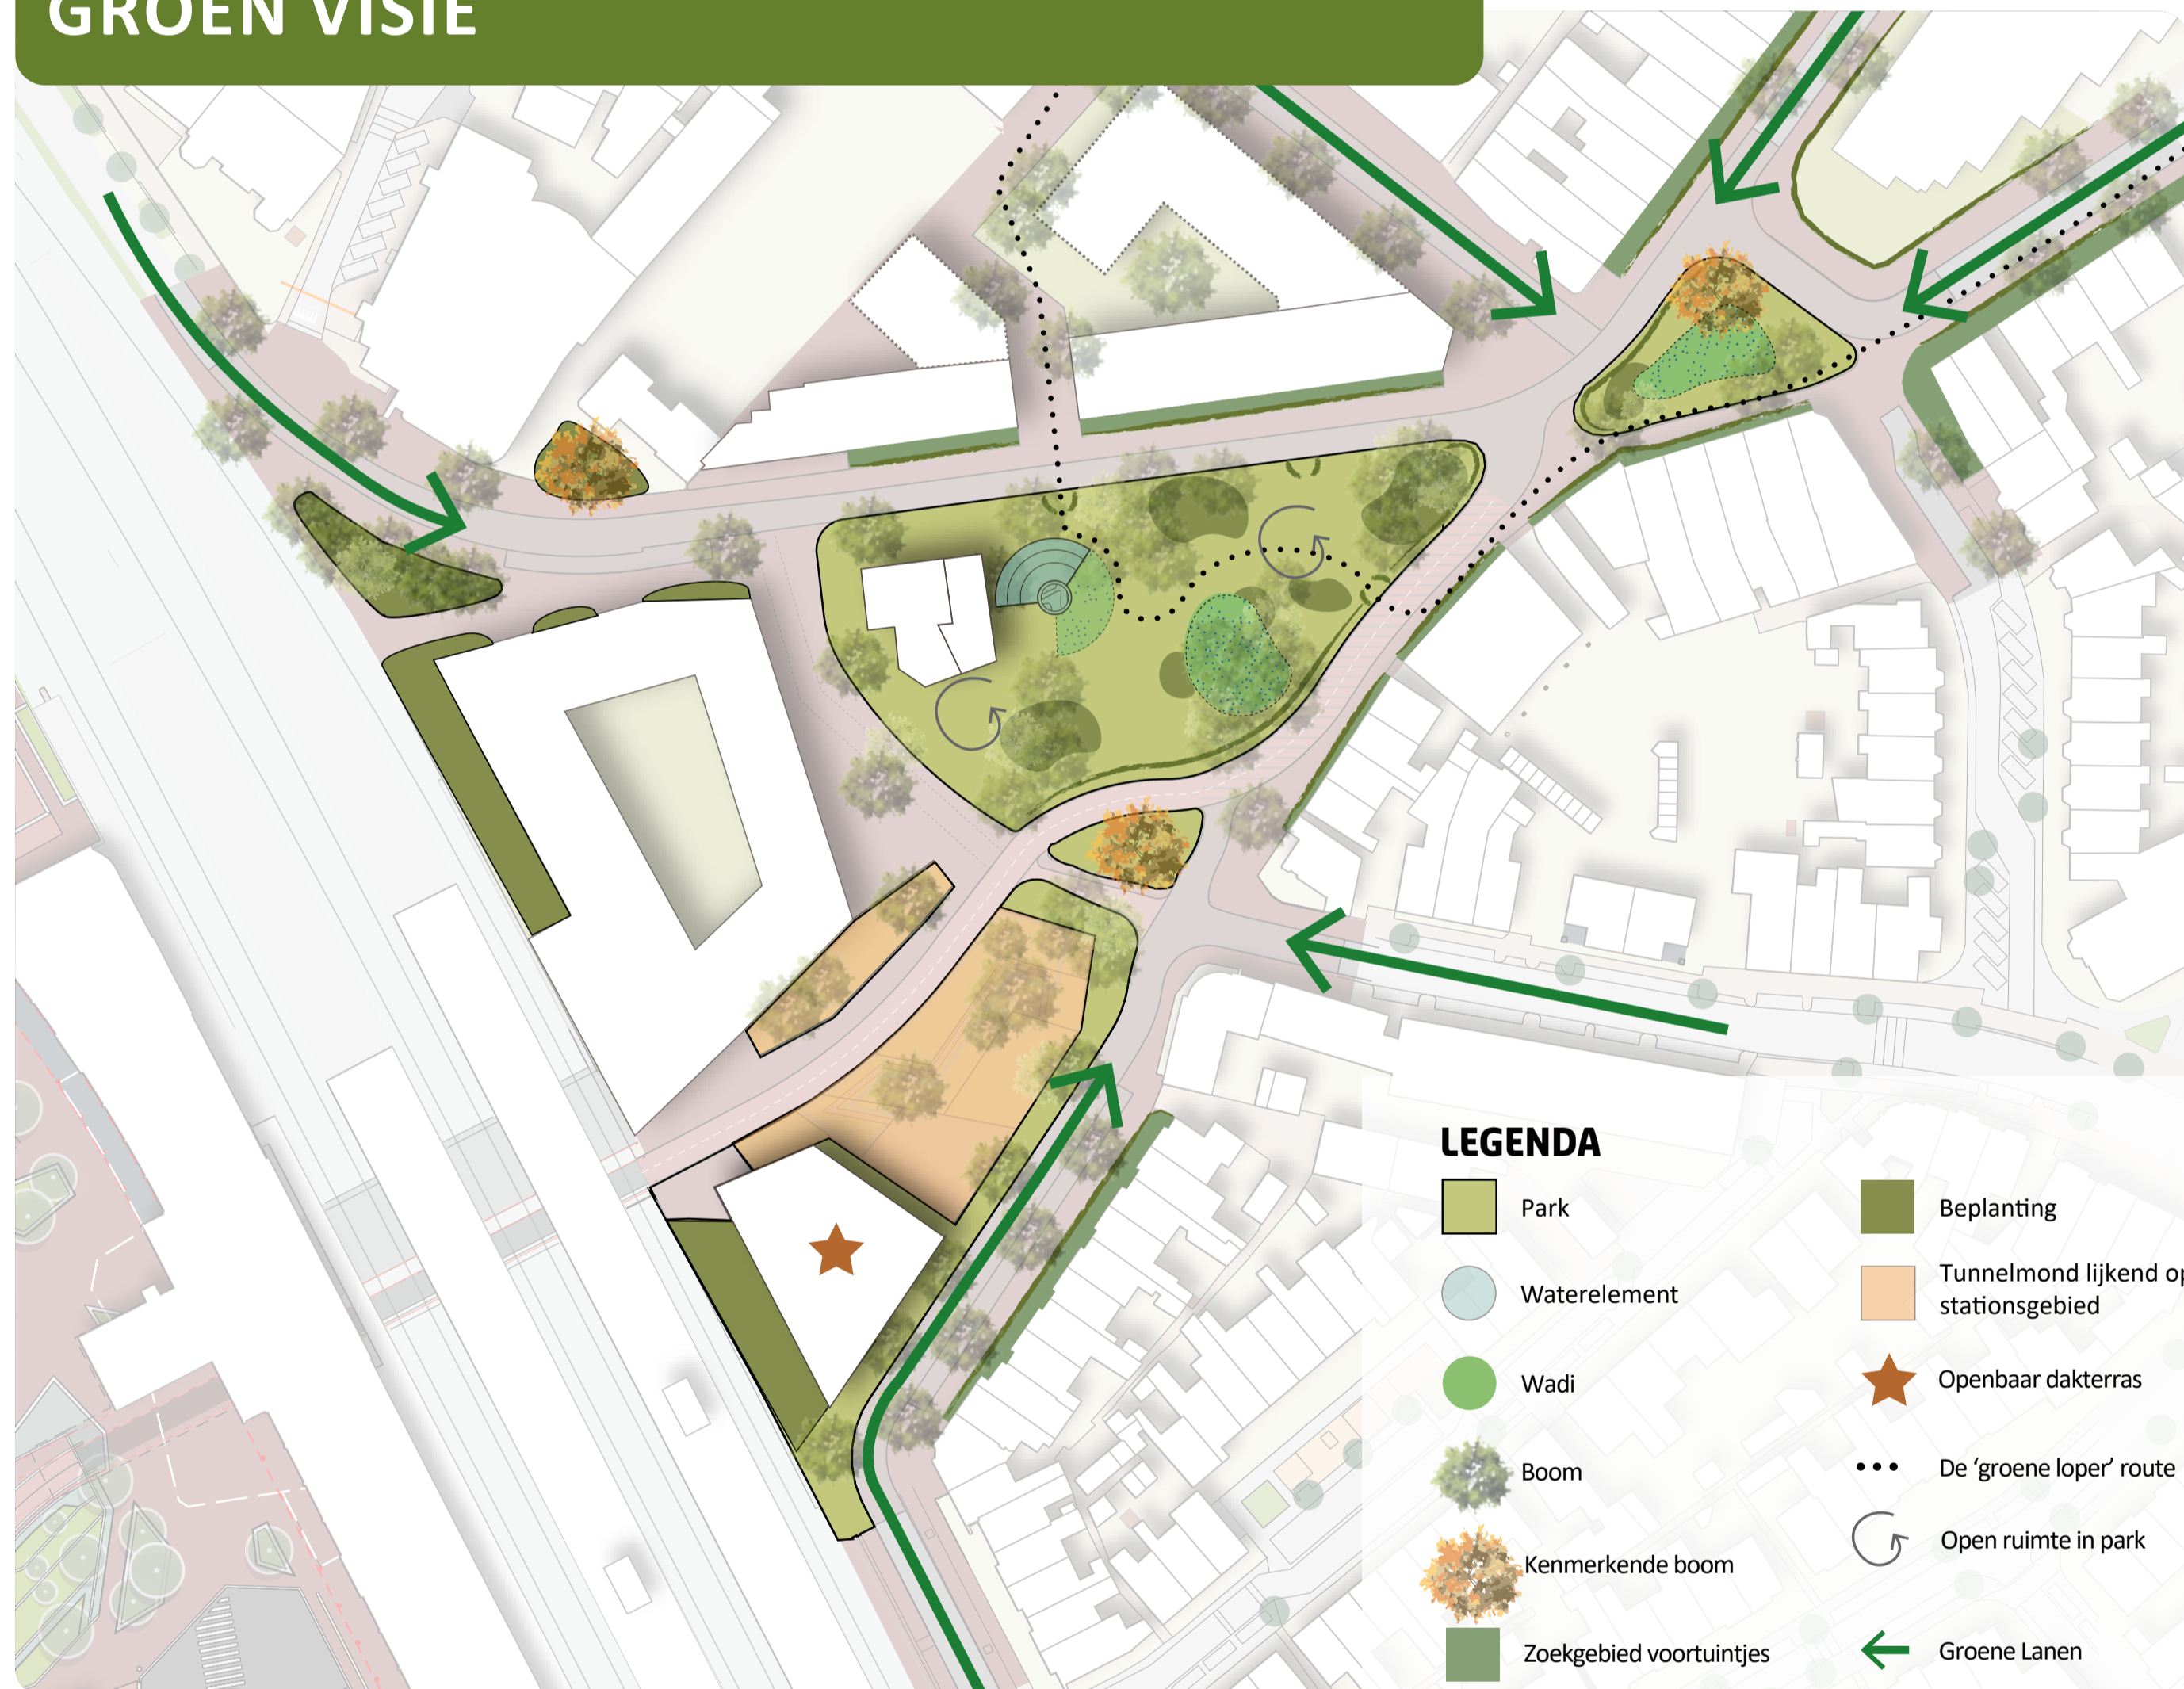 GROEN VISIE
LEGENDA
Park
Waterelement
Wadi
Boom
Kenmerkende boom
Zoekgebied voortuintjes
Beplanting
Tunnelmond lijkend op
stationsgebied
Openbaar dakterras
De ‘groene loper’ route
Open ruimte in park
Groene Lanen